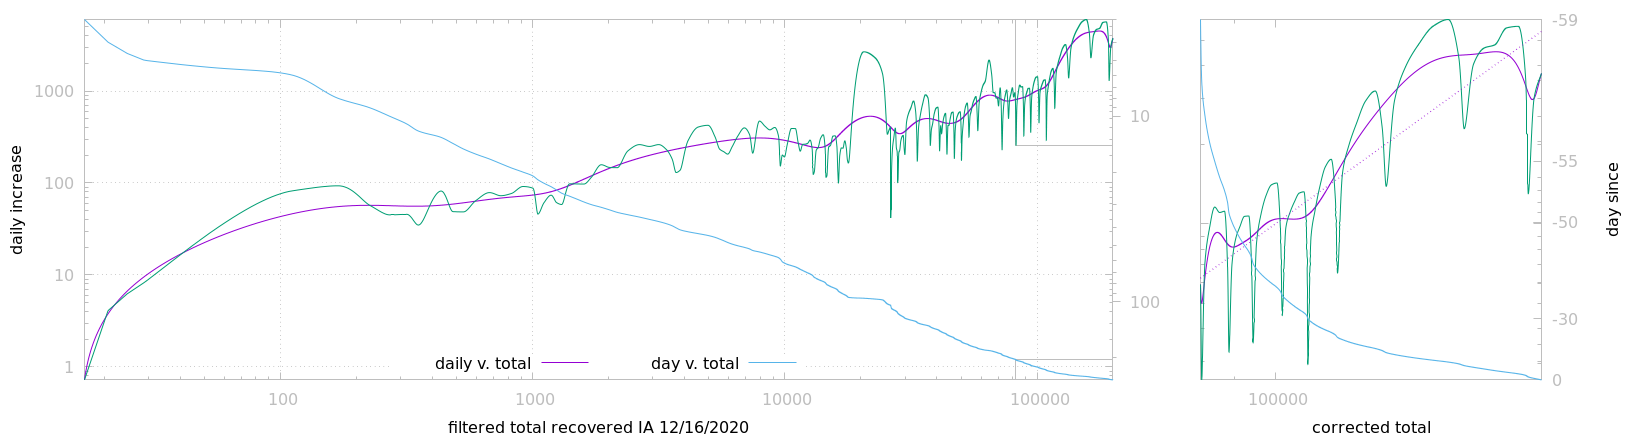 daily increase
1000
100
10
1
100
1000
10000
100000
10
100
daily v. total
day v. total
filtered total recovered IA 12/16/2020
-59
-55
-50
-30
0
day since
100000
corrected total